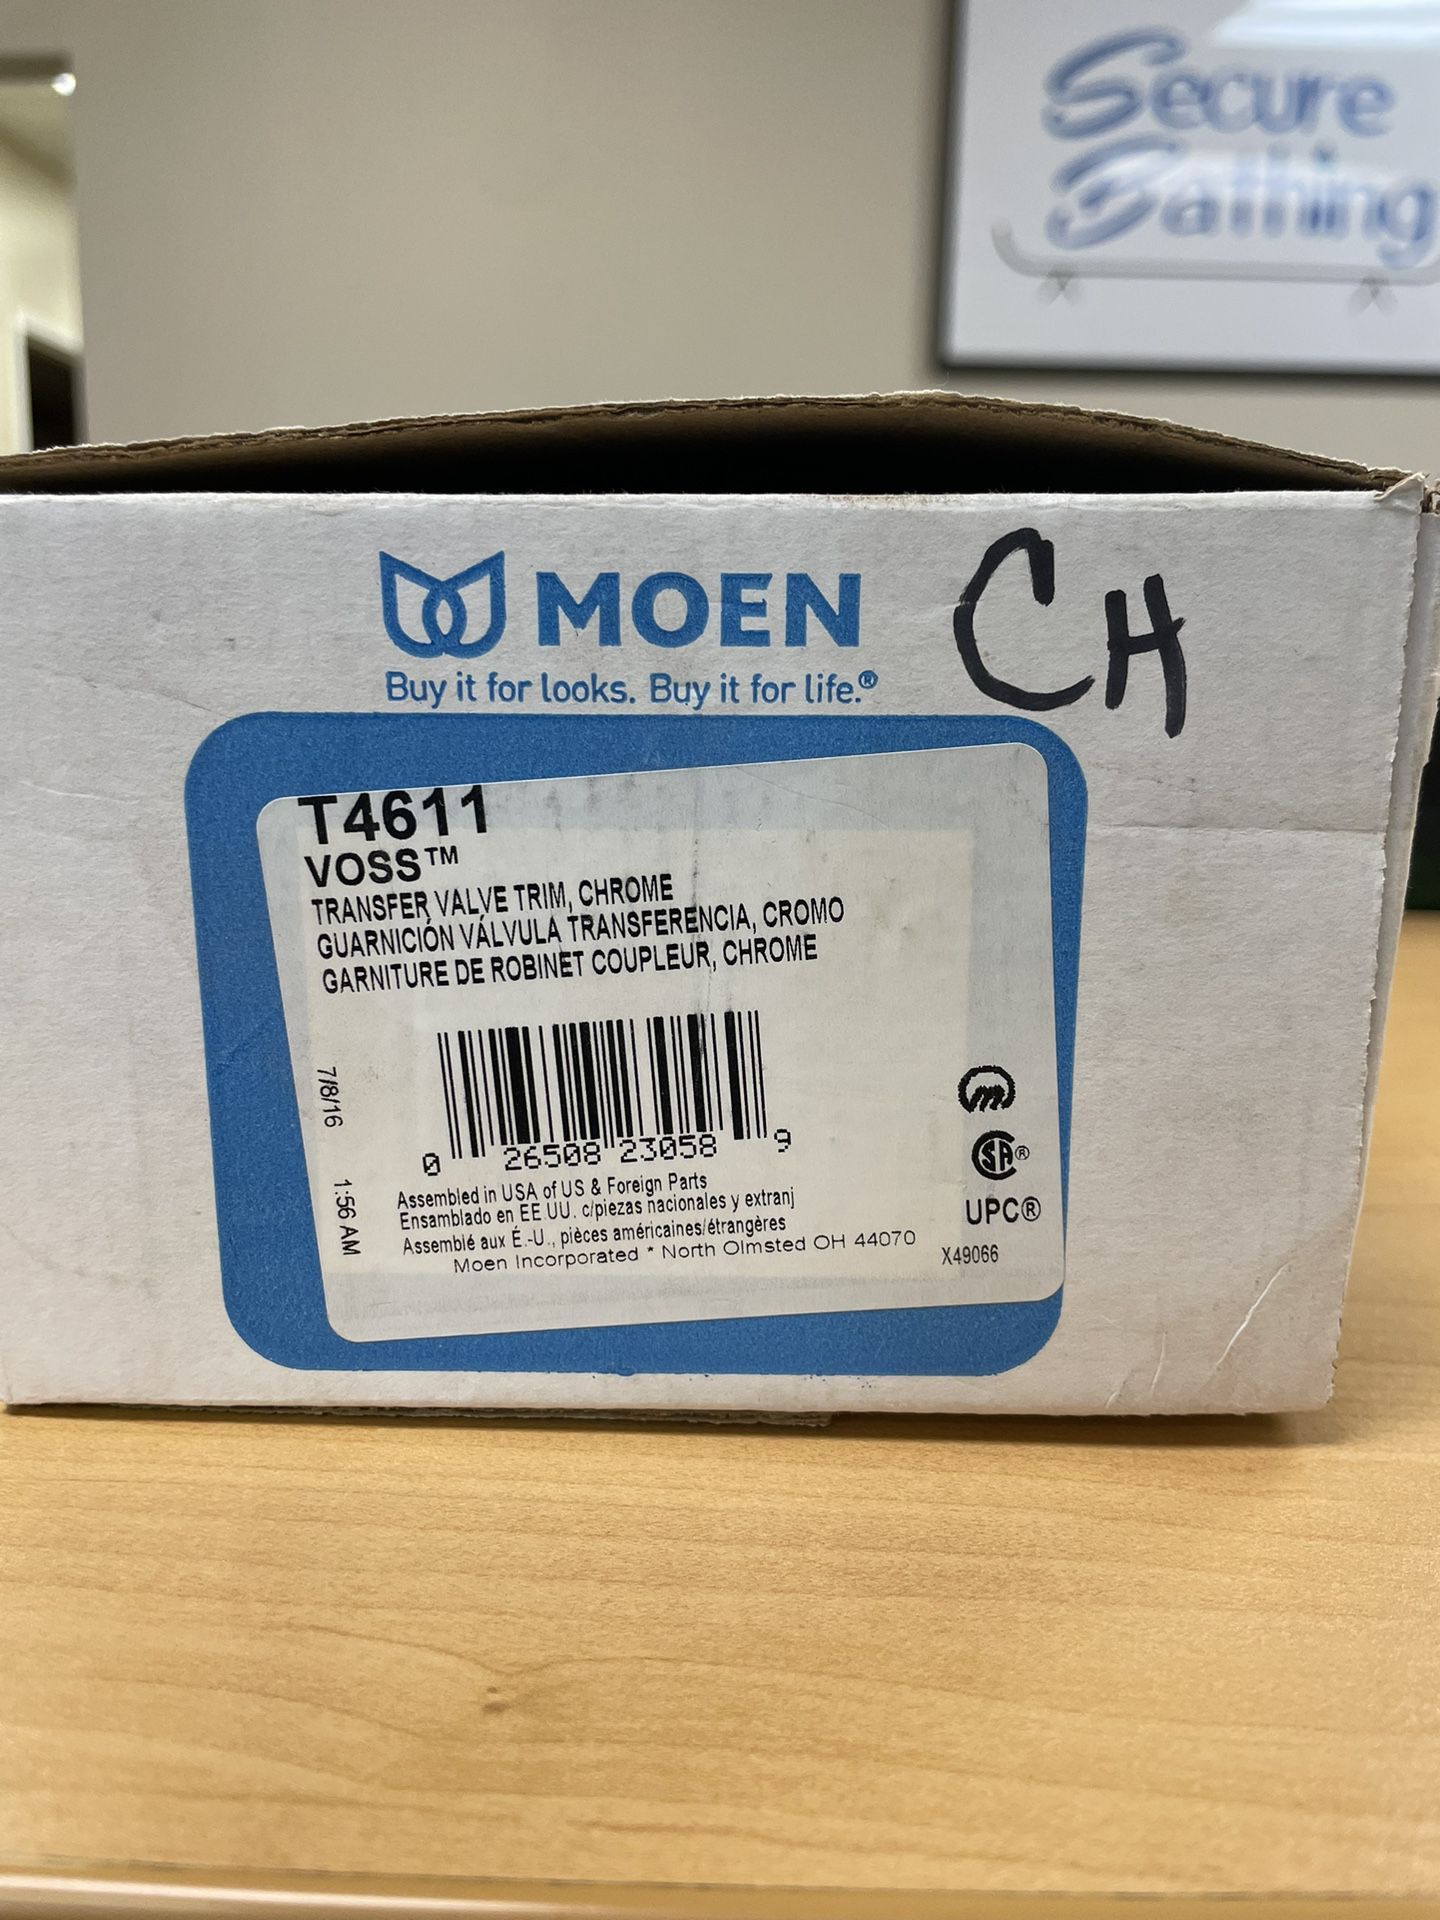 Secure
Bathing
MOEN
CH
Buy it for looks. Buy it for life.®
T4611
VOSS™
TRANSFER VALVE TRIM, CHROME
GUARNICIÓN VÁLVULA TRANSFERENCIA, CROMO
GARNITURE DE ROBINET COUPLEUR, CHROME
7/8/16 1:56 AM
0 26508 23058 9
Assembled in USA of US & Foreign Parts
Ensamblado en EE.UU. c/piezas nacionales y extranj
Assemblé aux É.-U., pièces américaines/étrangères
Moen Incorporated * North Olmsted OH 44070
m
SA®
UPC®
X49066